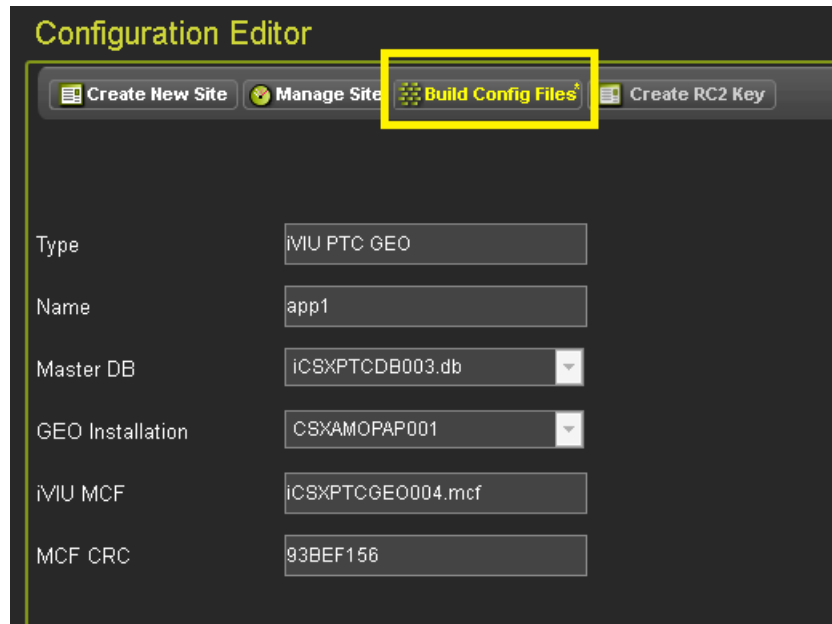 Configuration Editor
Create New Site Manage Site Build Config Files* Create RC2 Key
Type iVIU PTC GEO
Name app1
Master DB iCSXPTCDB003.db
GEO Installation CSXAMOPAP001
iVIU MCF iCSXPTCGEO004.mcf
MCF CRC 93BEF156